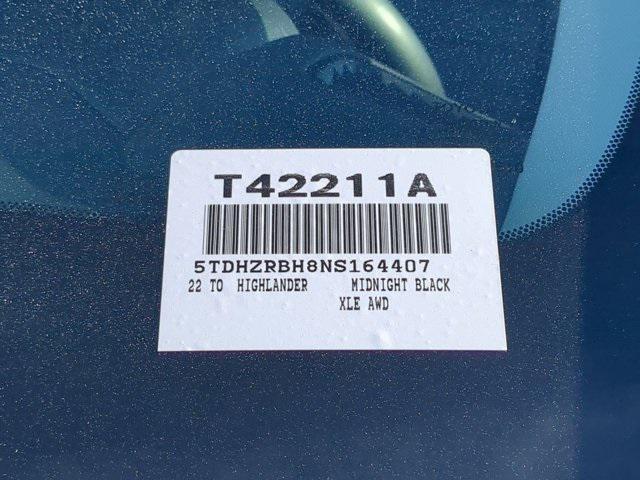 T42211A
5TDHZRBH8NS164407
22 TO HIGHLANDER MIDNIGHT BLACK
XLE AWD